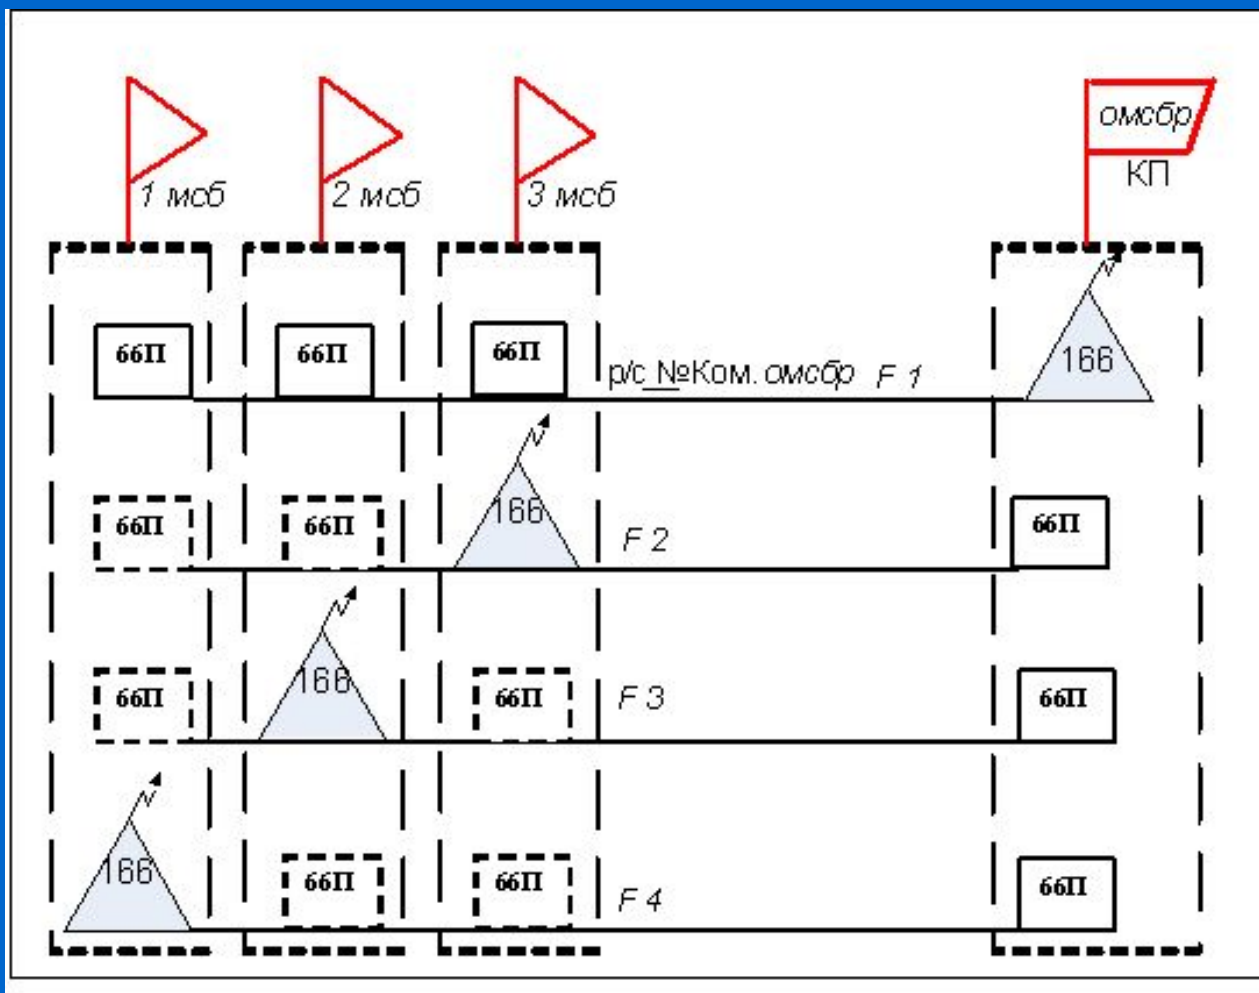 омсбр
КП
1 мсб 2 мсб 3 мсб
66П 66П 66П р/с №Ком. омсбр F 1 166
66П 66П 166 F 2 66П
66П 166 66П F 3 66П
166 66П 66П F 4 66П